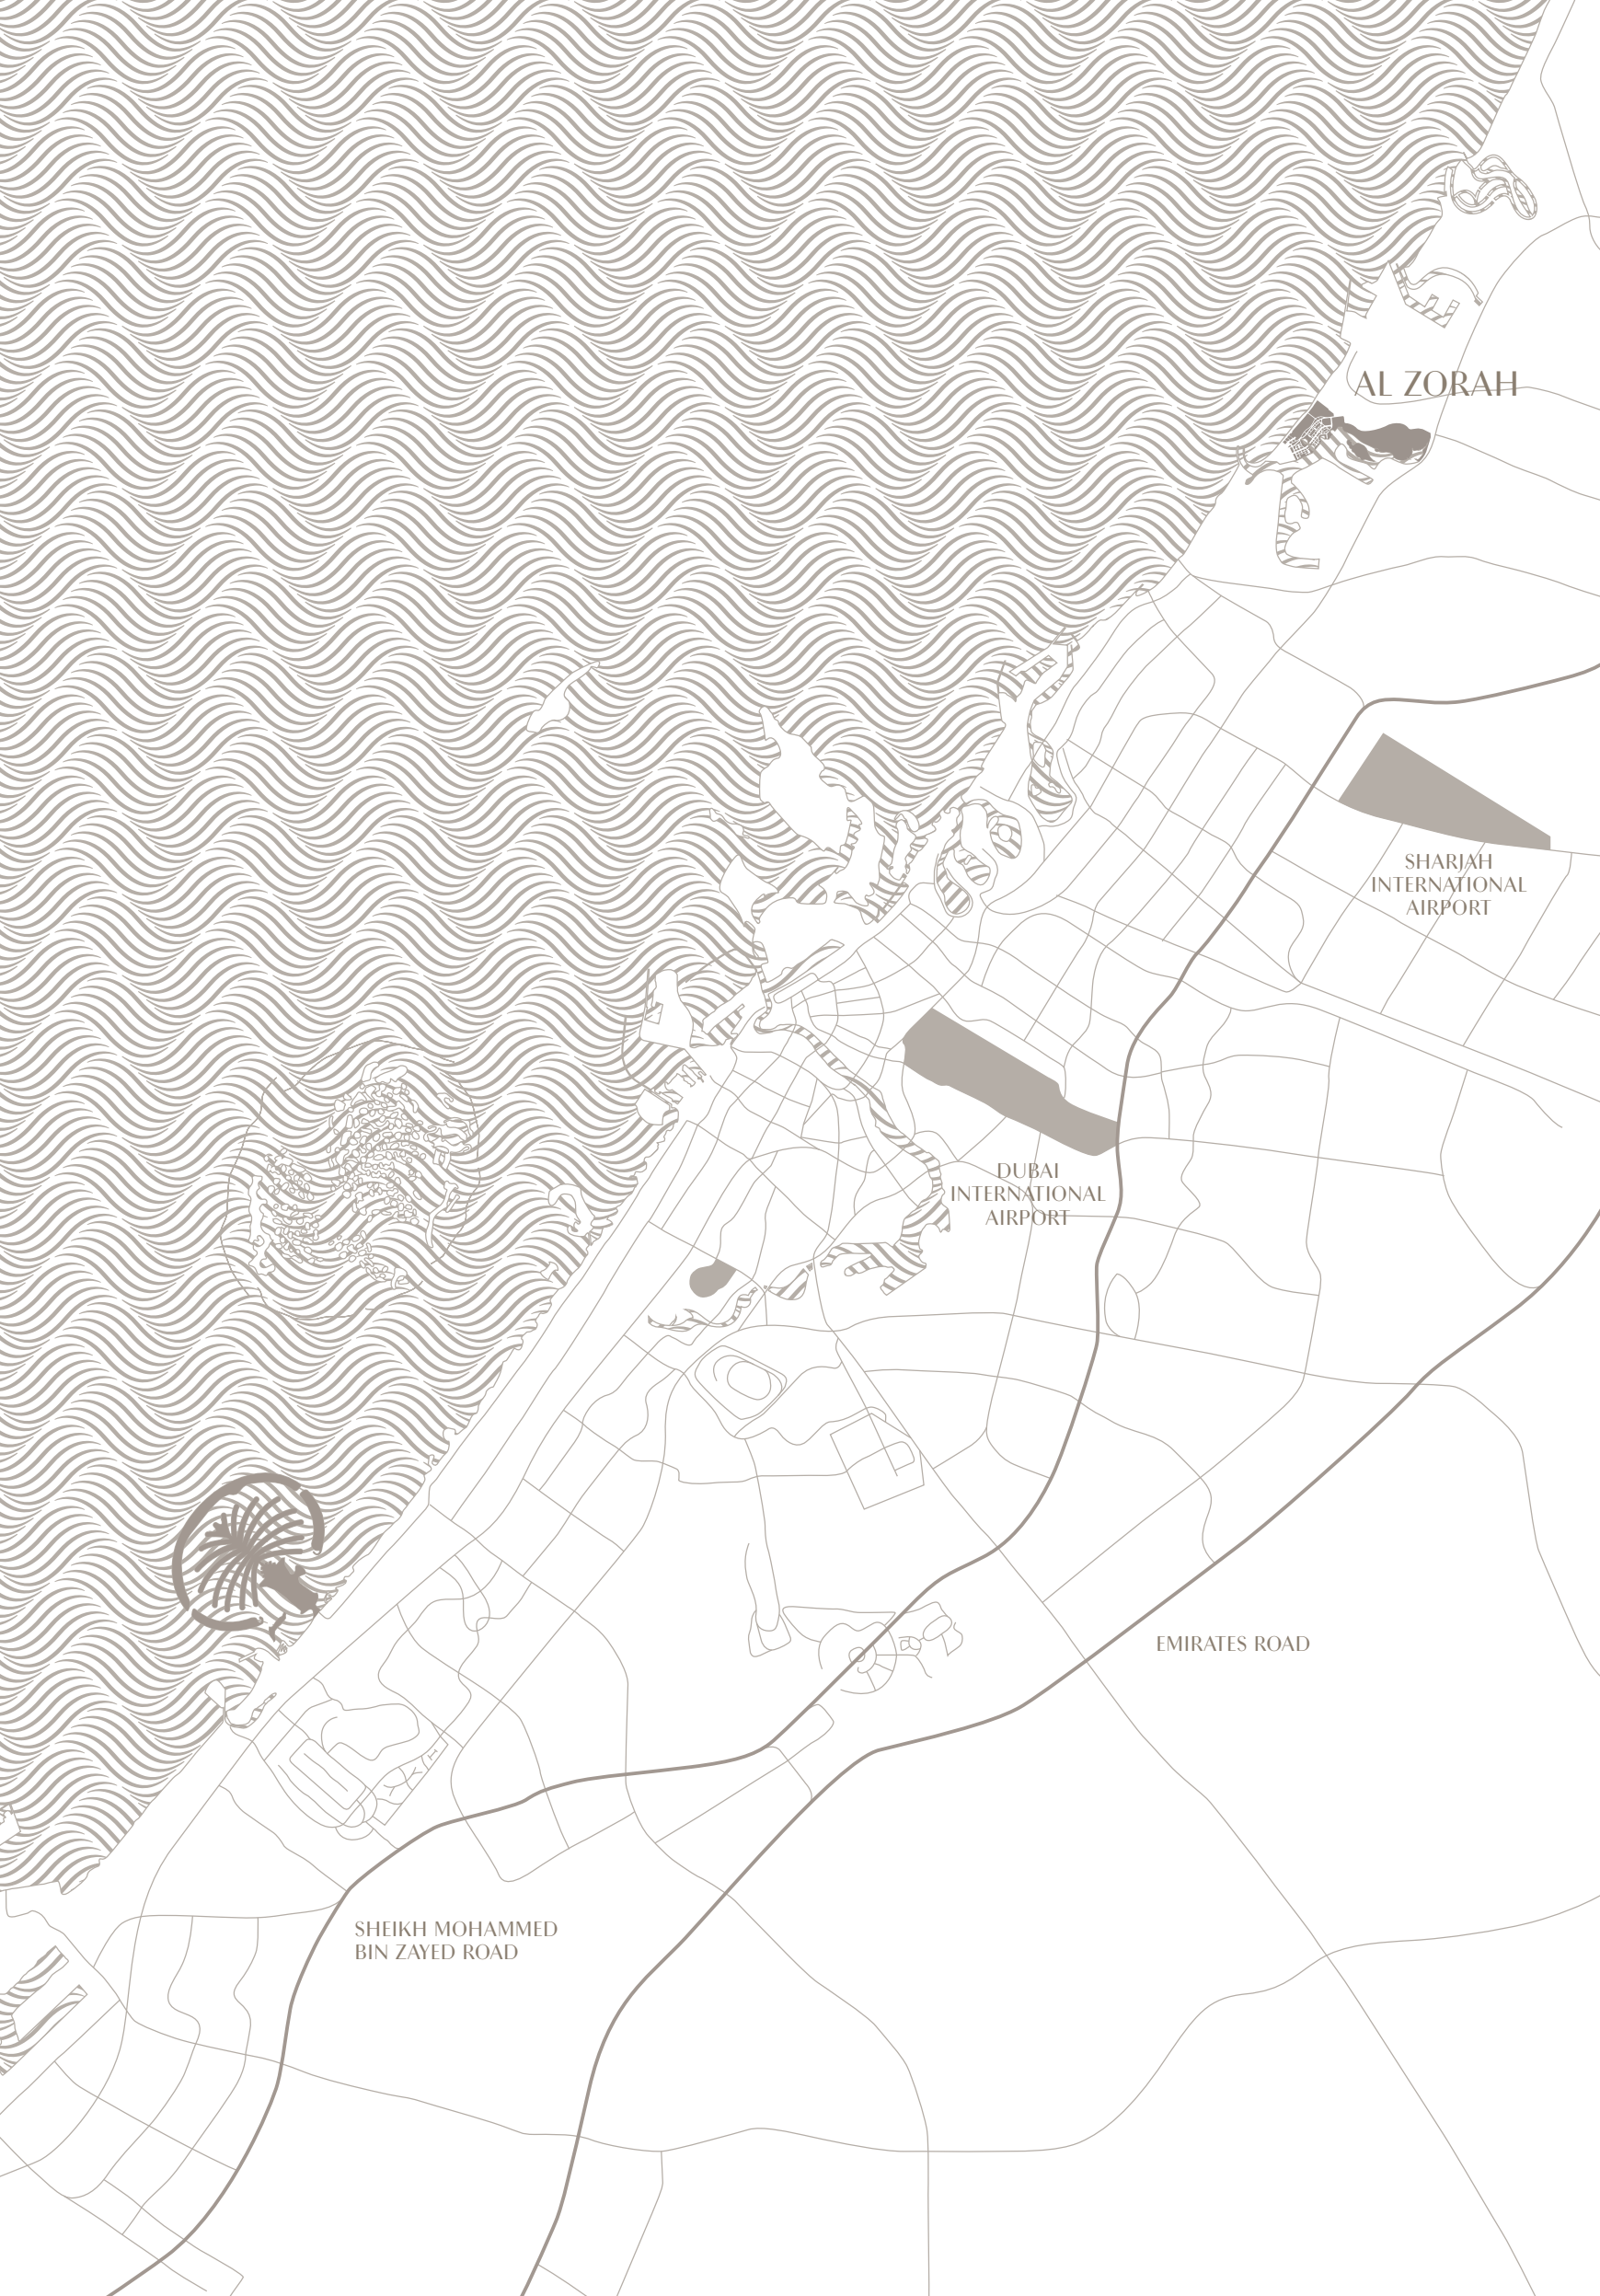 AL ZORAH
SHARJAH
INTERNATIONAL
AIRPORT
DUBAI
INTERNATIONAL
AIRPORT
EMIRATES ROAD
SHEIKH MOHAMMED
BIN ZAYED ROAD